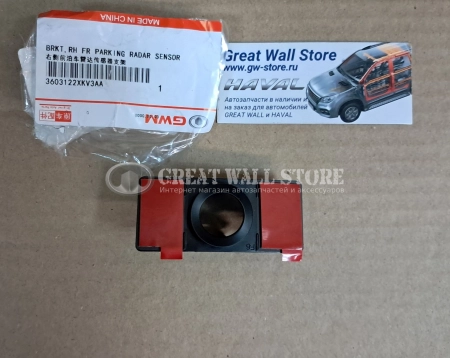 MADE IN CHINA
BRKT,RH FR PARKING RADAR SENSOR
右侧前泊车雷达传感器支架
3603122XKV3AA
1
GWM
Great Wall Store
www.gw-store.ru
HAVAL
Автозапчасти в наличии и
на заказ для автомобилей
GREAT WALL и HAVAL
GREAT WALL STORE
Интернет магазин автозапчастей и аксессуаров